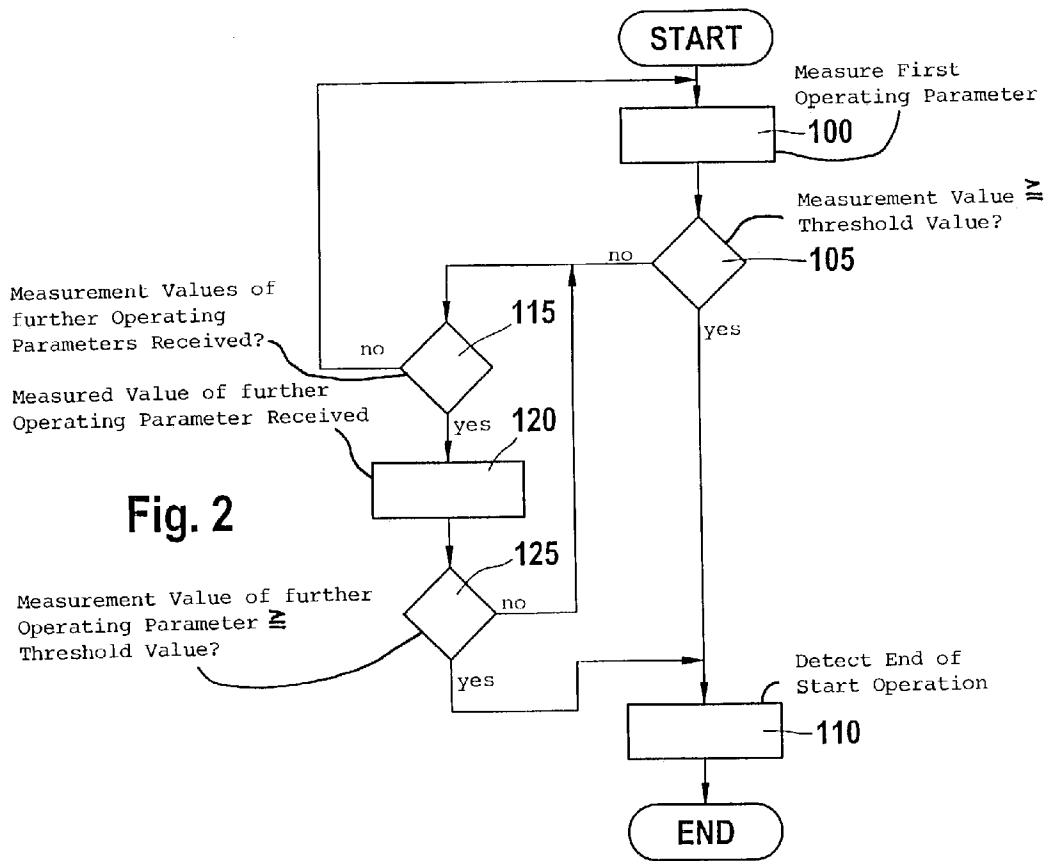 START
Measure First
Operating Parameter
100
Measurement Value ≧
Threshold Value?
105
no
yes
Measurement Values of
further Operating
Parameters Received?
115
no
yes
Measured Value of further
Operating Parameter Received
120
Fig. 2
125
no
Measurement Value of further
Operating Parameter ≧
Threshold Value?
yes
Detect End of
Start Operation
110
END